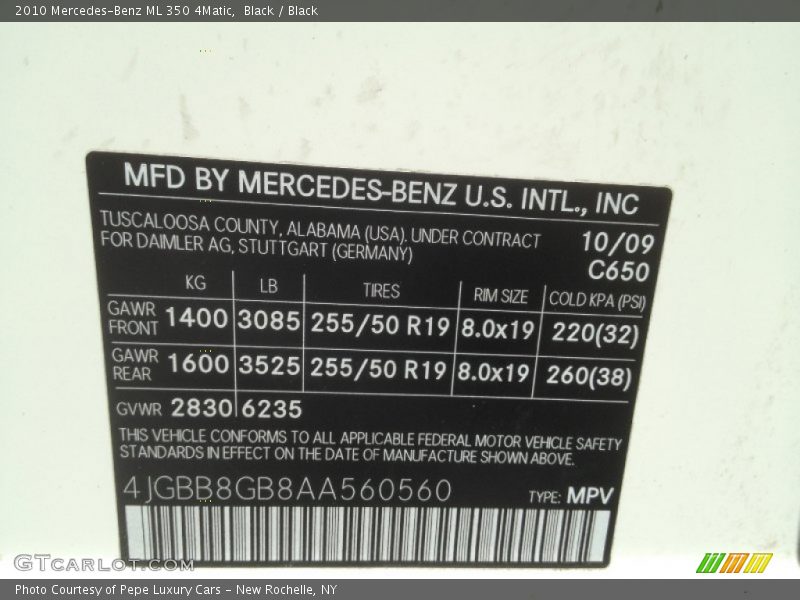 2010 Mercedes-Benz ML 350 4Matic,  Black / Black
MFD BY MERCEDES-BENZ U.S. INTL., INC
TUSCALOOSA COUNTY, ALABAMA (USA). UNDER CONTRACT
FOR DAIMLER AG, STUTTGART (GERMANY)
10/09
C650
KG LB TIRES RIM SIZE COLD KPA (PSI)
GAWR FRONT 1400 3085 255/50 R19 8.0x19 220(32)
GAWR REAR 1600 3525 255/50 R19 8.0x19 260(38)
GVWR 2830 6235
THIS VEHICLE CONFORMS TO ALL APPLICABLE FEDERAL MOTOR VEHICLE SAFETY
STANDARDS IN EFFECT ON THE DATE OF MANUFACTURE SHOWN ABOVE.
4JGBB8GB8AA560560
TYPE: MPV
GTCARLOT.COM
Photo Courtesy of Pepe Luxury Cars - New Rochelle, NY